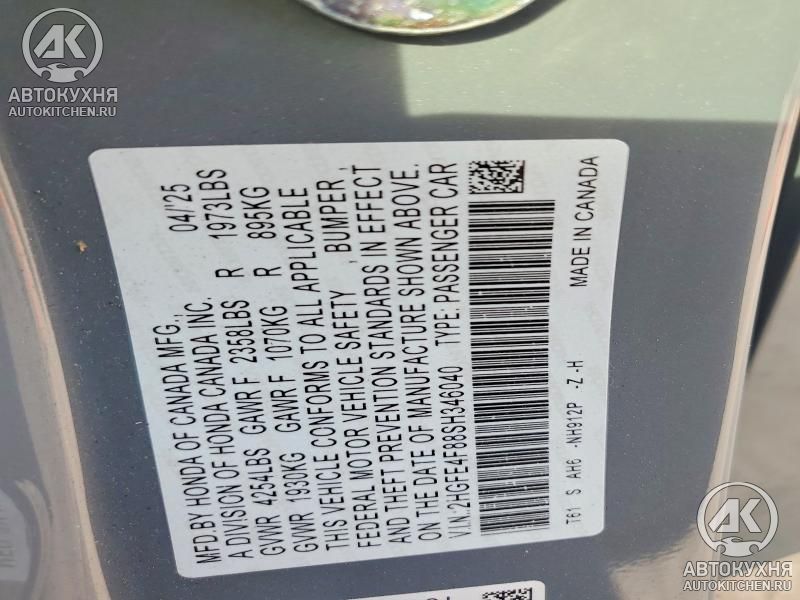 АВТОКУХНЯ
AUTOKITCHEN.RU
MFD.BY HONDA OF CANADA MFG., 04/'25
A DIVISION OF HONDA CANADA INC.
GVWR 4254LBS GAWR F 2358LBS R 1973LBS
GVWR 1930KG GAWR F 1070KG R 895KG
THIS VEHICLE CONFORMS TO ALL APPLICABLE
FEDERAL MOTOR VEHICLE SAFETY , BUMPER ,
AND THEFT PREVENTION STANDARDS IN EFFECT
ON THE DATE OF MANUFACTURE SHOWN ABOVE.
V.I.N.:2HGFE4F88SH346040 TYPE: PASSENGER CAR
T61 S AH6 -NH912P -Z -H MADE IN CANADA
АВТОКУХНЯ
AUTOKITCHEN.RU